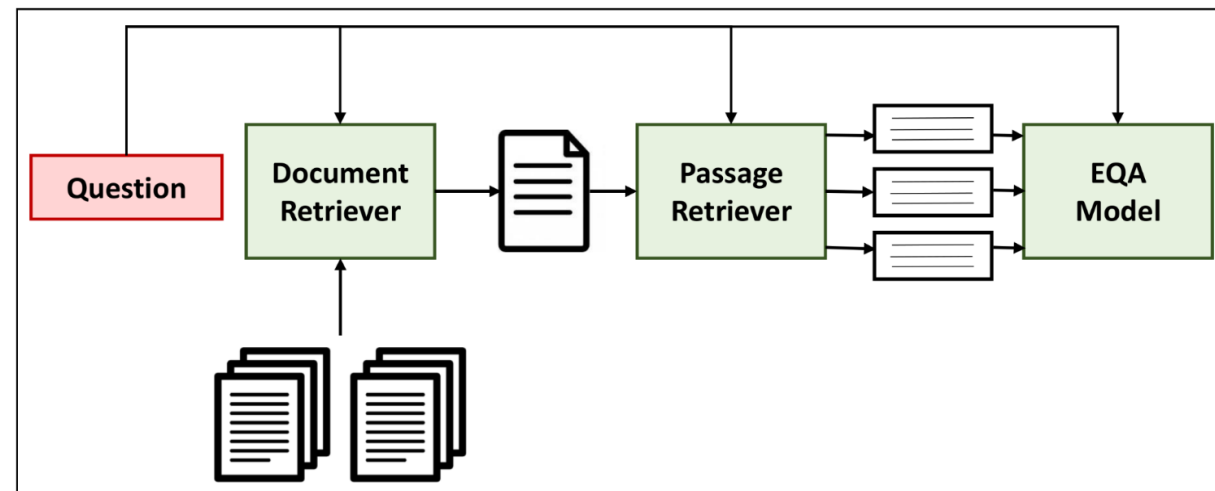 Question
Document
Retriever
Passage
Retriever
EQA
Model